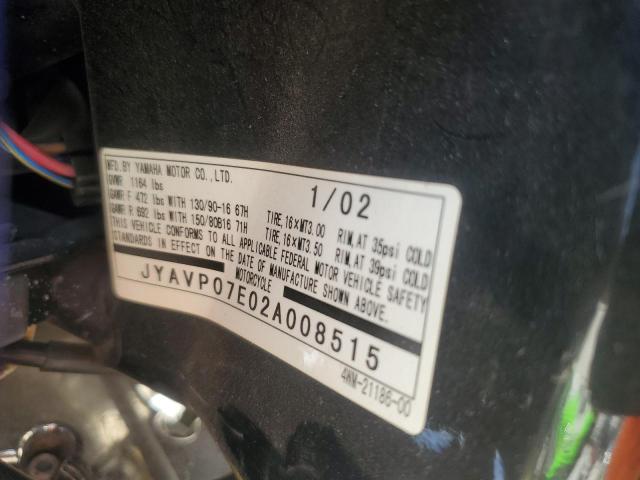 MFD. BY YAMAHA MOTOR CO., LTD. 1/02
GVWR 1164 lbs
GAWR F 472 lbs WITH 130/90-16 67H TIRE, 16×MT3.00 RIM, AT 35psi COLD
GAWR R 692 lbs WITH 150/80B16 71H TIRE, 16×MT3.50 RIM, AT 39psi COLD
THIS VEHICLE CONFORMS TO ALL APPLICABLE FEDERAL MOTOR VEHICLE SAFETY
STANDARDS IN EFFECT ON THE DATE OF MANUFACTURE SHOWN ABOVE.
MOTORCYCLE
JYAVP07E02A008515
4WM-21186-00